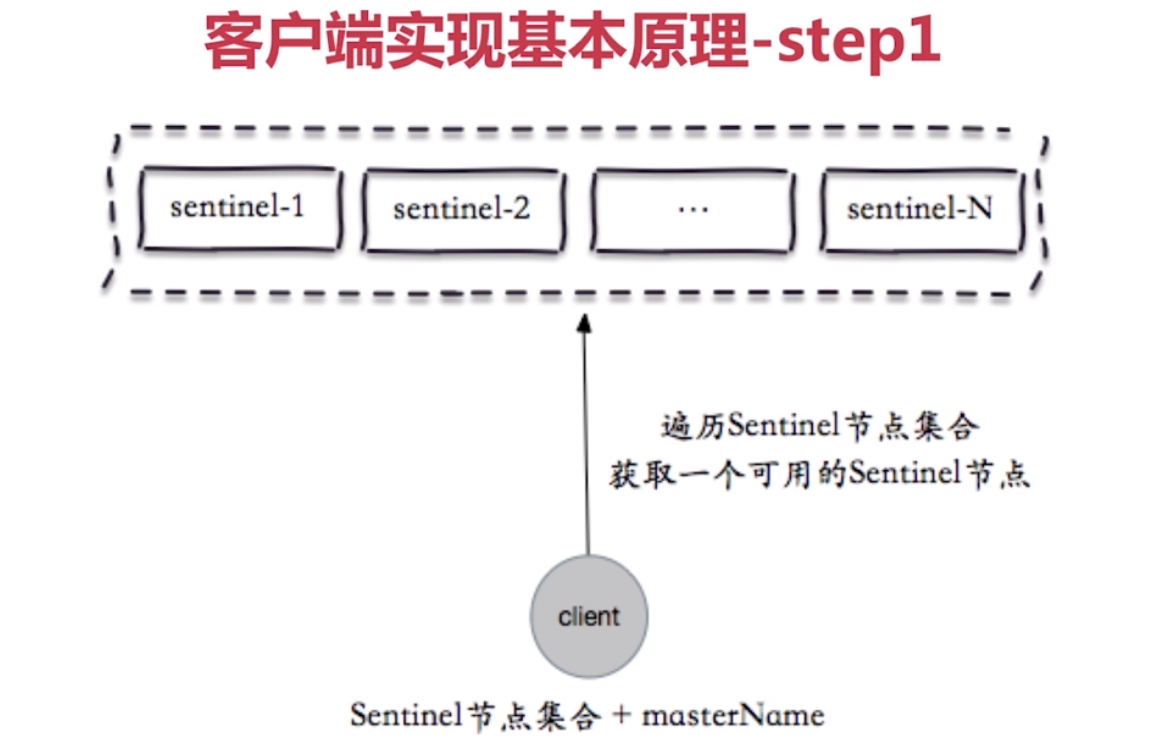 客户端实现基本原理-step1
sentinel-1
sentinel-2
...
sentinel-N
遍历Sentinel节点集合
获取一个可用的Sentinel节点
client
Sentinel节点集合 + masterName